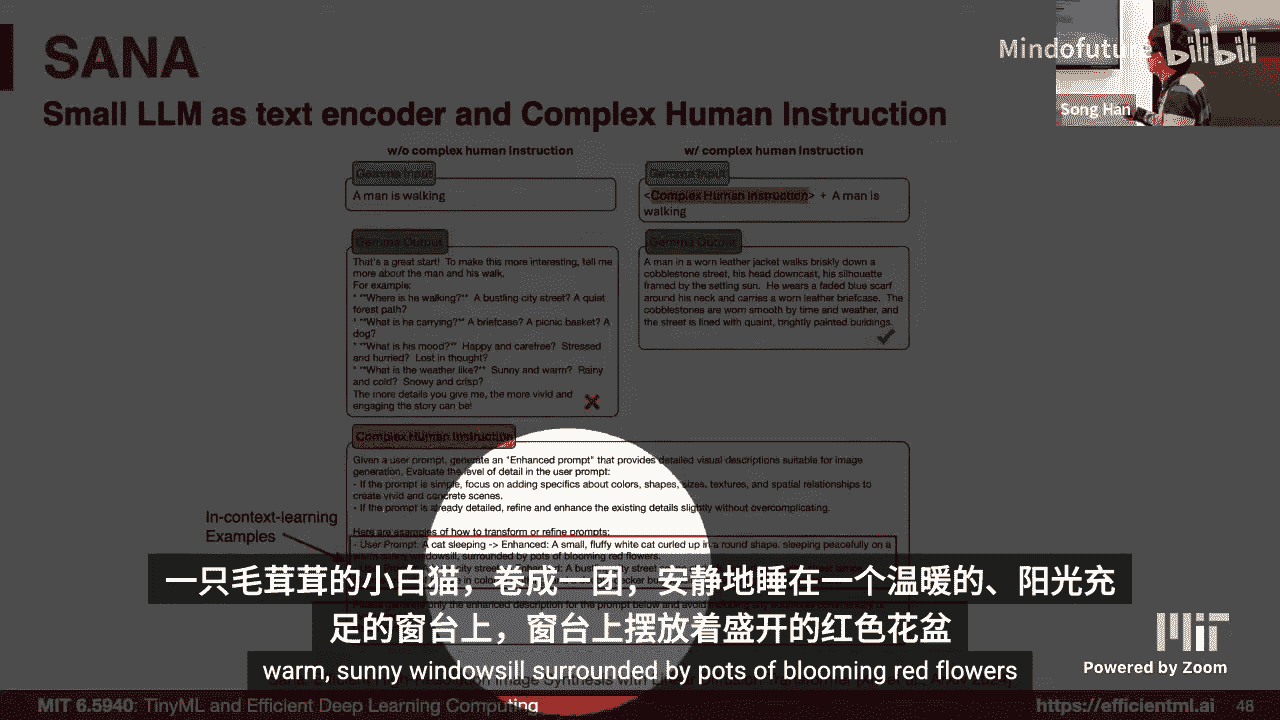 SANA
Mindofuture bilibili
Song Han
Small LLM as text encoder and Complex Human Instruction
w/o complex human Instruction
w/ complex human Instruction
Gemma Input
A man is walking
Gemma Input
<Complex Human Instruction> + A man is
walking
Gemma Output
That's a great start! To make this more interesting, tell me
more about the man and his walk.
For example:
* **Where is he walking?** A bustling city street? A quiet
forest path?
* **What is he carrying?** A briefcase? A picnic basket? A
dog?
* **What is his mood?** Happy and carefree? Stressed
and hurried? Lost in thought?
* **What is the weather like?** Sunny and warm? Rainy
and cold? Snowy and crisp?
The more details you give me, the more vivid and
engaging the story can be!
Gemma Output
A man in a worn leather jacket walks briskly down a
cobblestone street, his head downcast, his silhouette
framed by the setting sun. He wears a faded blue scarf
around his neck and carries a worn leather briefcase. The
cobblestones are worn smooth by time and weather, and
the street is lined with quaint, brightly painted buildings.
Complex Human Instruction
Given a user prompt, generate an "Enhanced prompt" that provides detailed visual descriptions suitable for image
generation. Evaluate the level of detail in the user prompt:
- If the prompt is simple, focus on adding specifics about colors, shapes, sizes, textures, and spatial relationships to
create vivid and concrete scenes.
- If the prompt is already detailed, refine and enhance the existing details slightly without overcomplicating.
Here are examples of how to transform or refine prompts:
- User Prompt: A cat sleeping -> Enhanced: A small, fluffy white cat curled up in a round shape, sleeping peacefully on a
In-context-learning
Examples
一只毛茸茸的小白猫，卷成一团，安静地睡在一个温暖的、阳光充
足的窗台上，窗台上摆放着盛开的红色花盆
warm, sunny windowsill surrounded by pots of blooming red flowers
MIT
Powered by Zoom
MIT 6.5940: TinyML and Efficient Deep Learning Computing
https://efficientml.ai
48